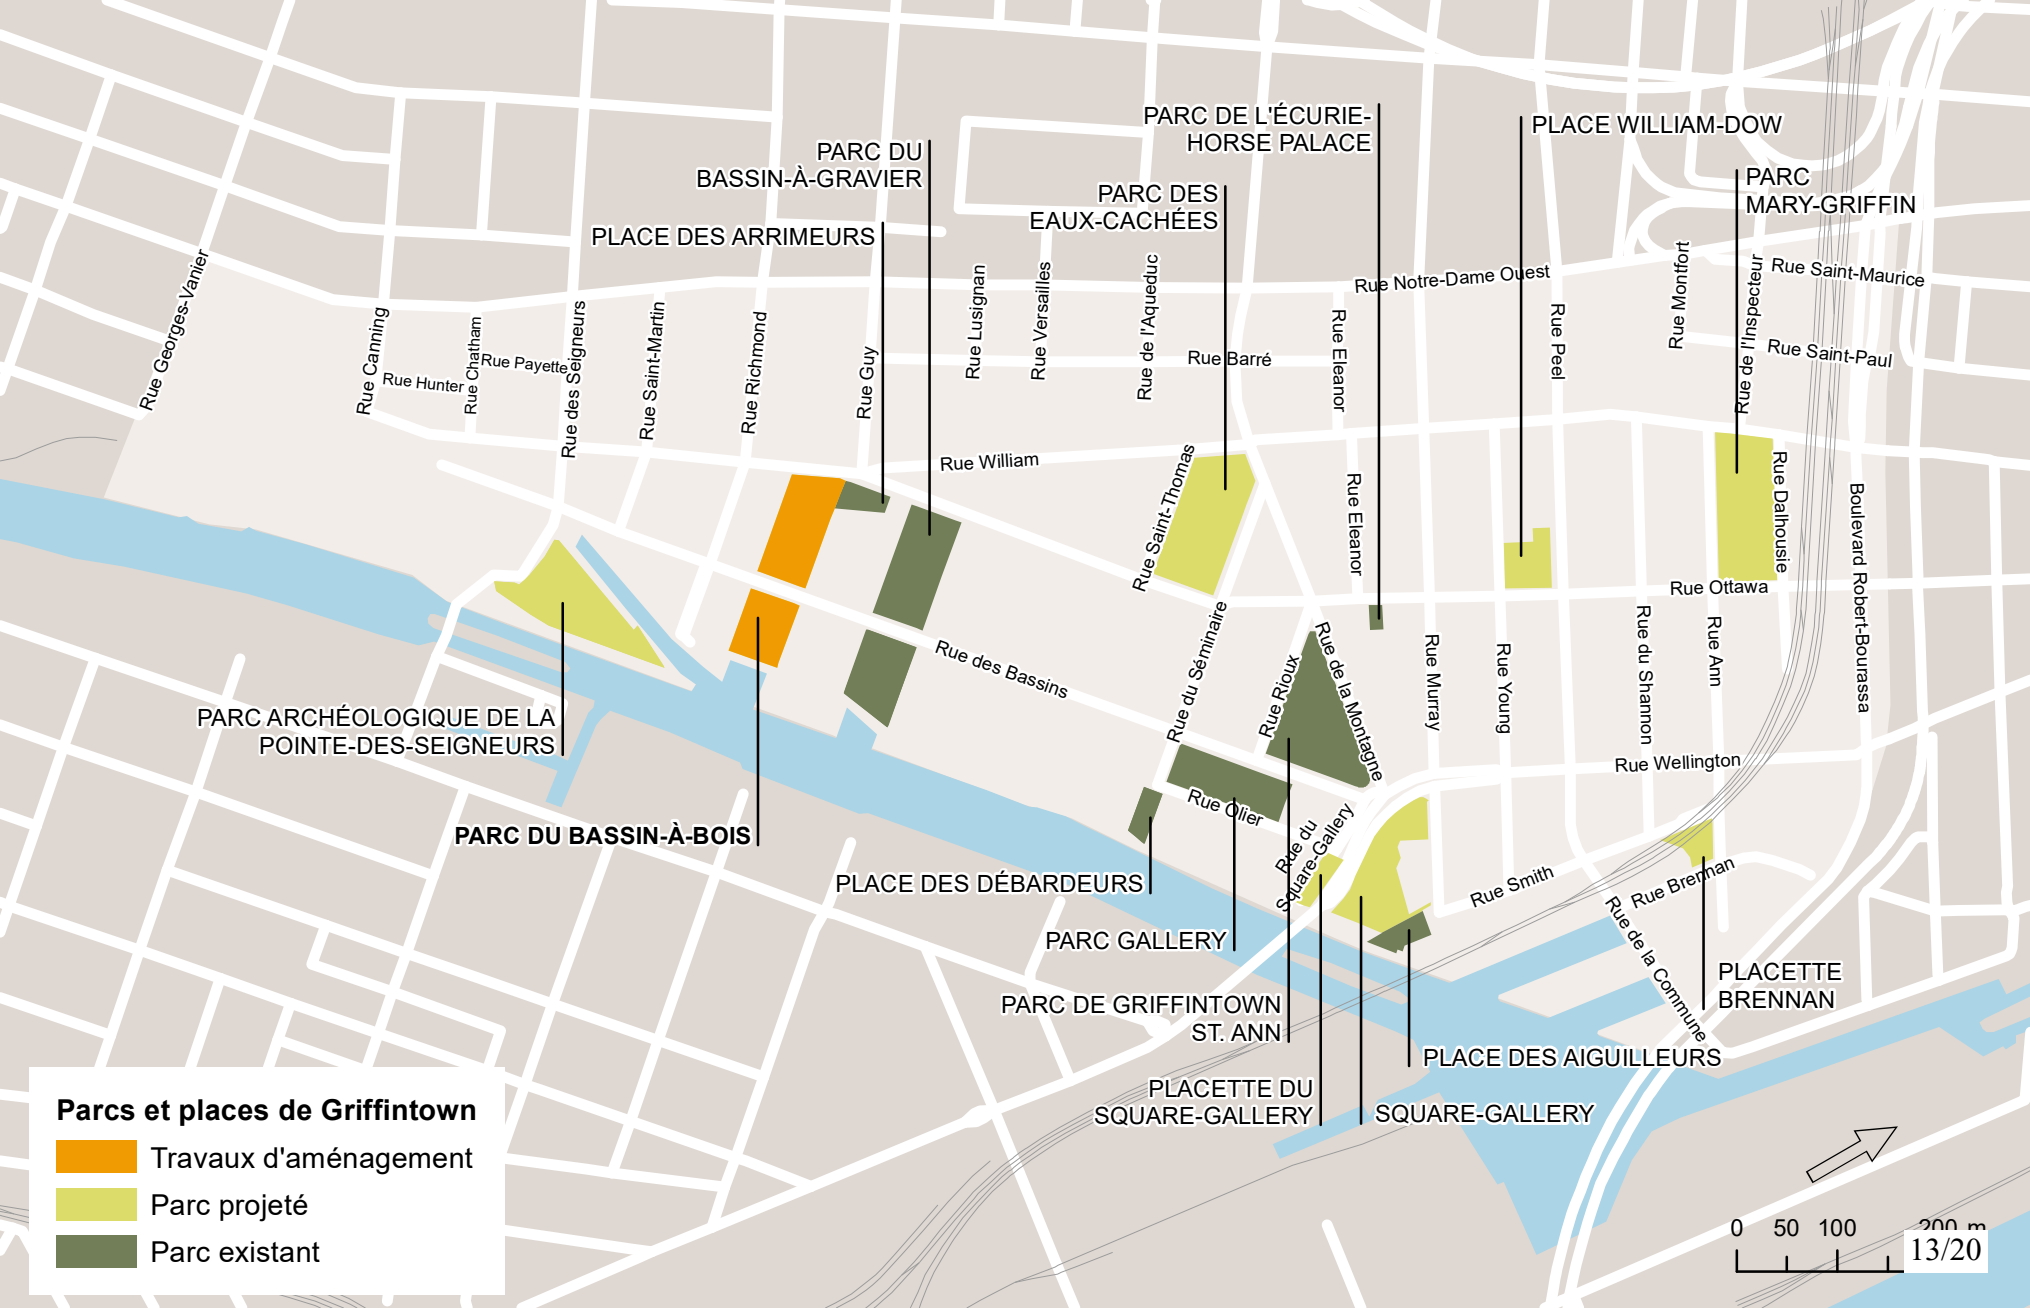 PARC DE L'ÉCURIE-
HORSE PALACE
PLACE WILLIAM-DOW
PARC DU
BASSIN-À-GRAVIER
PARC DES
EAUX-CACHÉES
PARC
MARY-GRIFFIN
PLACE DES ARRIMEURS
Rue Georges-Vanier
Rue Canning
Rue Hunter
Rue Chatham
Rue Payette
Rue des Seigneurs
Rue Saint-Martin
Rue Richmond
Rue Guy
Rue Lusignan
Rue Versailles
Rue de l'Aqueduc
Rue Barré
Rue Notre-Dame Ouest
Rue Eleanor
Rue Peel
Rue Montfort
Rue de l'Inspecteur
Rue Saint-Maurice
Rue Saint-Paul
Rue William
Rue Saint-Thomas
Rue Eleanor
Rue Dalhousie
Boulevard Robert-Bourassa
Rue Ottawa
Rue des Bassins
Rue du Séminaire
Rue Rioux
Rue de la Montagne
Rue Murray
Rue Young
Rue du Shannon
Rue Ann
Rue Wellington
PARC ARCHÉOLOGIQUE DE LA
POINTE-DES-SEIGNEURS
PARC DU BASSIN-À-BOIS
Rue Olier
Rue du
Square-Gallery
PLACE DES DÉBARDEURS
Rue Smith
Rue Brennan
Rue de la Commune
PARC GALLERY
PLACETTE
BRENNAN
PARC DE GRIFFINTOWN
ST. ANN
PLACE DES AIGUILLEURS
PLACETTE DU
SQUARE-GALLERY
SQUARE-GALLERY
Parcs et places de Griffintown
Travaux d'aménagement
Parc projeté
Parc existant
0 50 100 200 m
13/20